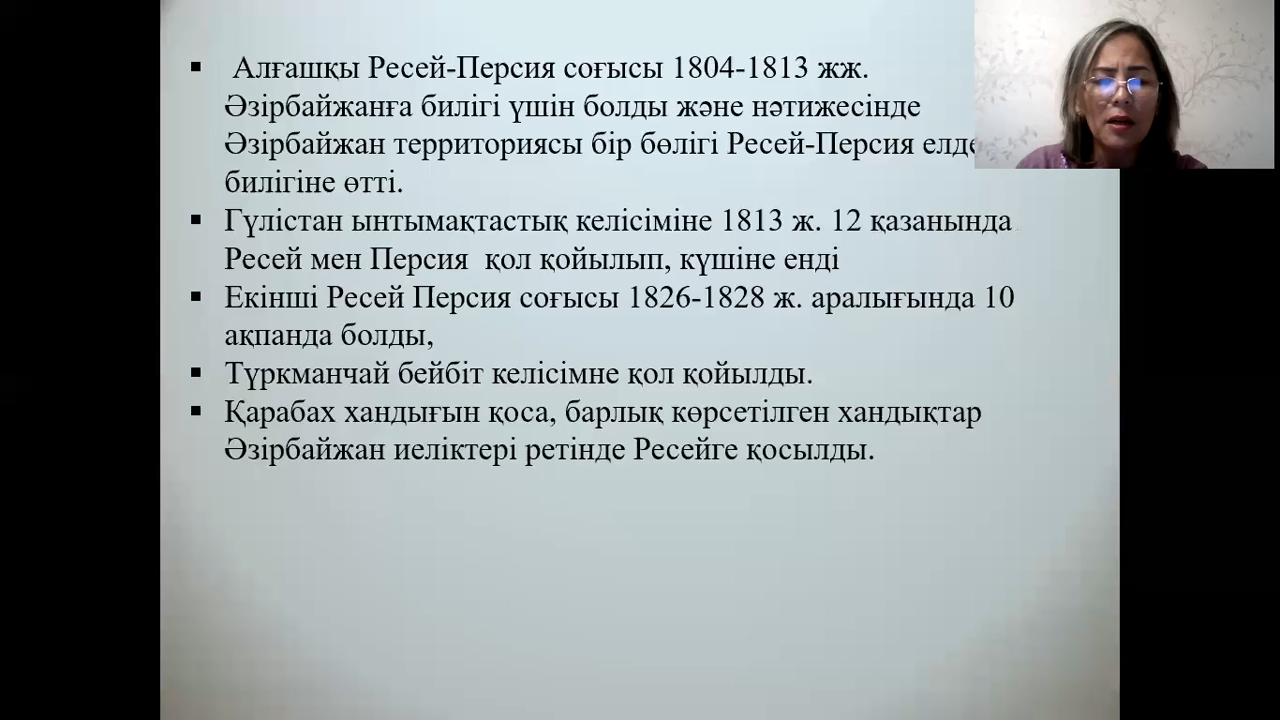 ▪ Алғашқы Ресей-Персия соғысы 1804-1813 жж.
Әзірбайжанға билігі үшін болды және нәтижесінде
Әзірбайжан территориясы бір бөлігі Ресей-Персия
билігіне өтті.
▪ Гүлістан ынтымақтастық келісіміне 1813 ж. 12 қазанында
Ресей мен Персия қол қойылып, күшіне енді
▪ Екінші Ресей Персия соғысы 1826-1828 ж. аралығында 10
ақпанда болды,
▪ Түркманчай бейбіт келісімне қол қойылды.
▪ Қарабах хандығын қоса, барлық көрсетілген хандықтар
Әзірбайжан иеліктері ретінде Ресейге қосылды.